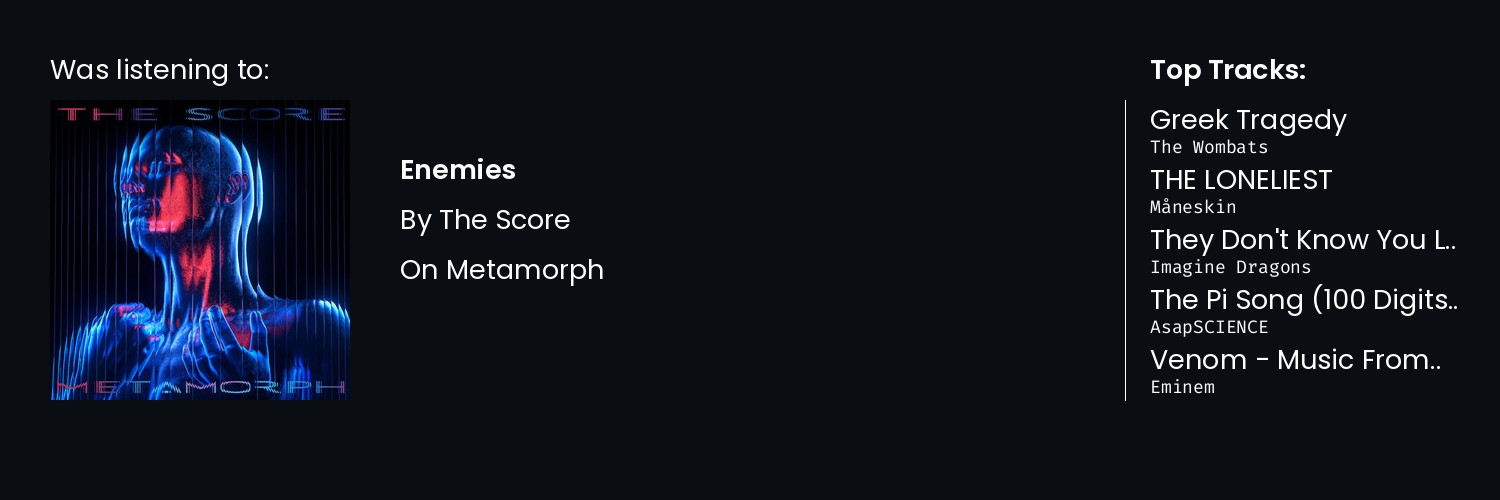 Was listening to:
THE SCORE
METAMORPH
Enemies
By The Score
On Metamorph
Top Tracks:
Greek Tragedy
The Wombats
THE LONELIEST
Måneskin
They Don't Know You L..
Imagine Dragons
The Pi Song (100 Digits..
AsapSCIENCE
Venom - Music From..
Eminem